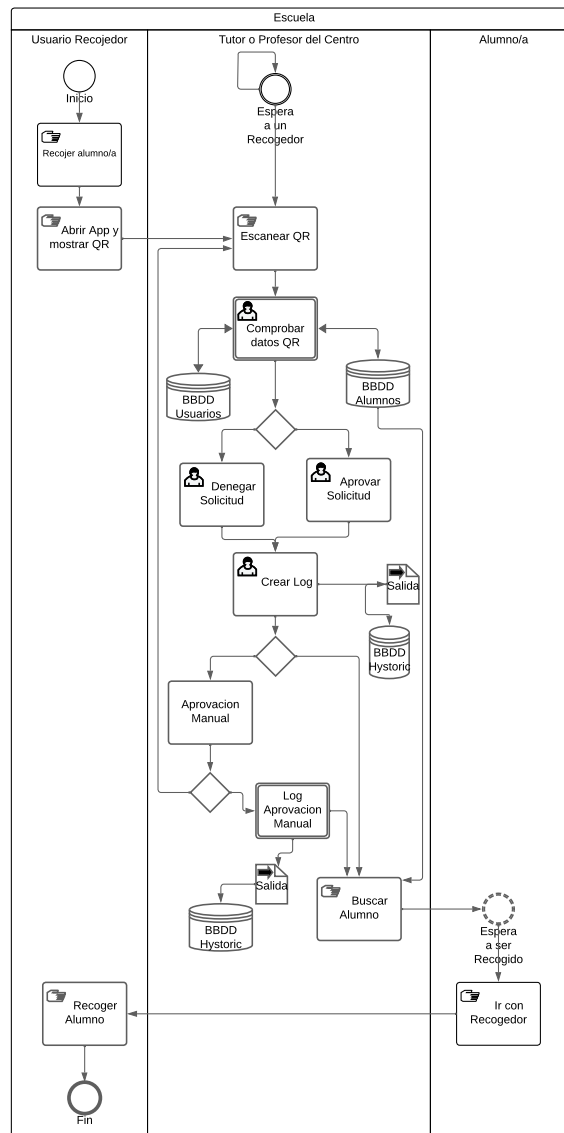 Escuela
Usuario Recojedor
Tutor o Profesor del Centro
Alumno/a
Inicio
Espera
a un
Recogedor
Recojer alumno/a
Abrir App y
mostrar QR
Escanear QR
Comprobar
datos QR
BBDD
Usuarios
BBDD
Alumnos
Denegar
Solicitud
Aprovar
Solicitud
Crear Log
Salida
BBDD
Hystoric
Aprovacion
Manual
Log
Aprovacion
Manual
Salida
BBDD
Hystoric
Buscar
Alumno
Espera
a ser
Recogido
Recoger
Alumno
Ir con
Recogedor
Fin